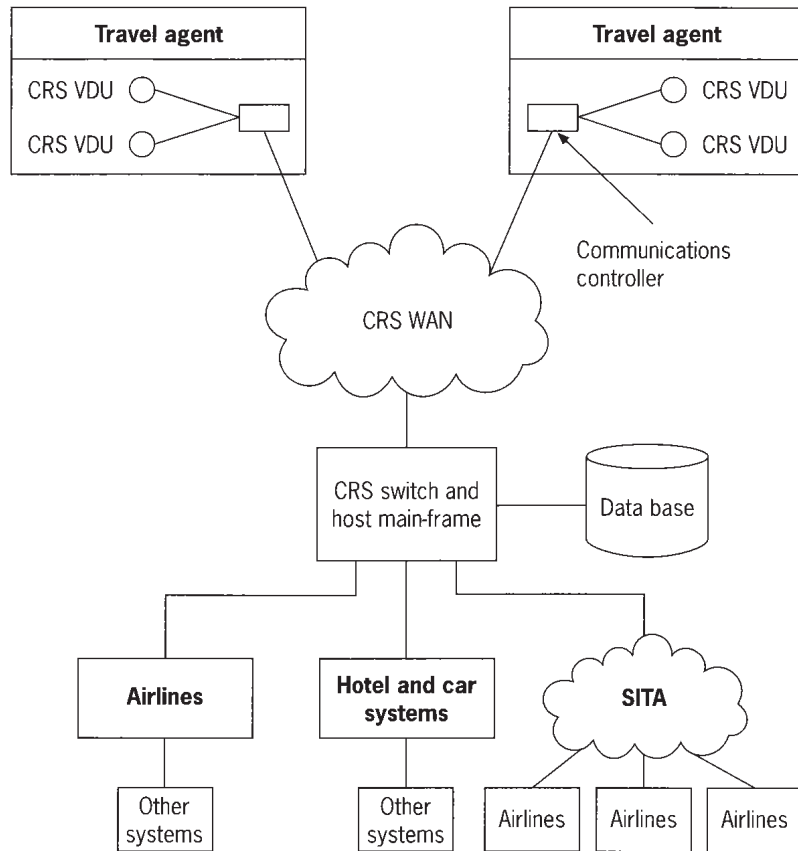 Travel agent
CRS VDU
CRS VDU
Travel agent
CRS VDU
CRS VDU
Communications
controller
CRS WAN
CRS switch and
host main-frame
Data base
Airlines
Hotel and car
systems
SITA
Other
systems
Other
systems
Airlines
Airlines
Airlines